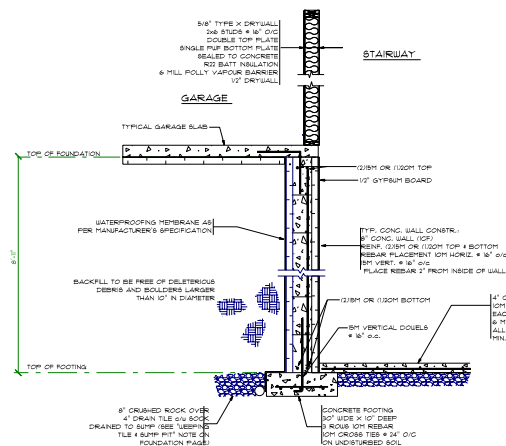 5/8" TYPE X DRYWALL
2x6 STUDS @ 16" O/C
DOUBLE TOP PLATE
SINGLE PWF BOTTOM PLATE
SEALED TO CONCRETE
R22 BATT INSULATION
6 MILL POLLY VAPOUR BARRIER
1/2" DRYWALL
STAIRWAY
GARAGE
TYPICAL GARAGE SLAB
TOP OF FOUNDATION
(2)15M OR (1)20M TOP
1/2" GYPSUM BOARD
WATERPROOFING MEMBRANE AS
PER MANUFACTURER'S SPECIFICATION
TYP. CONC. WALL CONSTR.:
8" CONC. WALL (ICF)
REINF. (2)15M OR (1)20M TOP & BOTTOM
REBAR PLACEMENT 10M HORIZ. @ 16" o/c
15M VERT. @ 16" o/c
PLACE REBAR 2" FROM INSIDE OF WALL
BACKFILL TO BE FREE OF DELETERIOUS
DEBRIS AND BOULDERS LARGER
THAN 10" IN DIAMETER
(2)15M OR (1)20M BOTTOM
15M VERTICAL DOWELS
@ 16" o.c.
4" C
10M
EAC
6 M
ALL
MIN.
TOP OF FOOTING
8" CRUSHED ROCK OVER
4" DRAIN TILE c/w SOCK
DRAINED TO SUMP (SEE "WEEPING
TILE & SUMP PIT" NOTE ON
FOUNDATION PAGE)
CONCRETE FOOTING
30" WIDE X 10" DEEP
3 ROWS 10M REBAR
10M CROSS TIES @ 24" O/C
ON UNDISTURBED SOIL